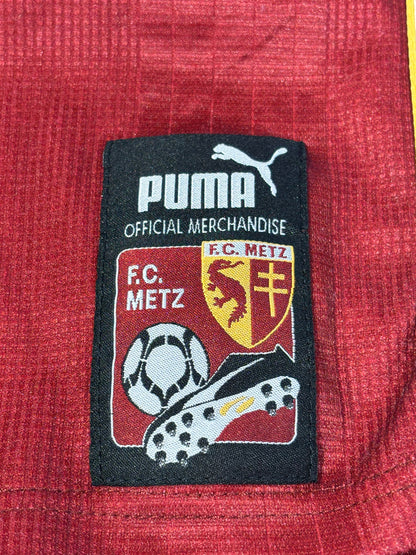 PUMA
OFFICIAL MERCHANDISE
F.C. METZ
F.C.
METZ